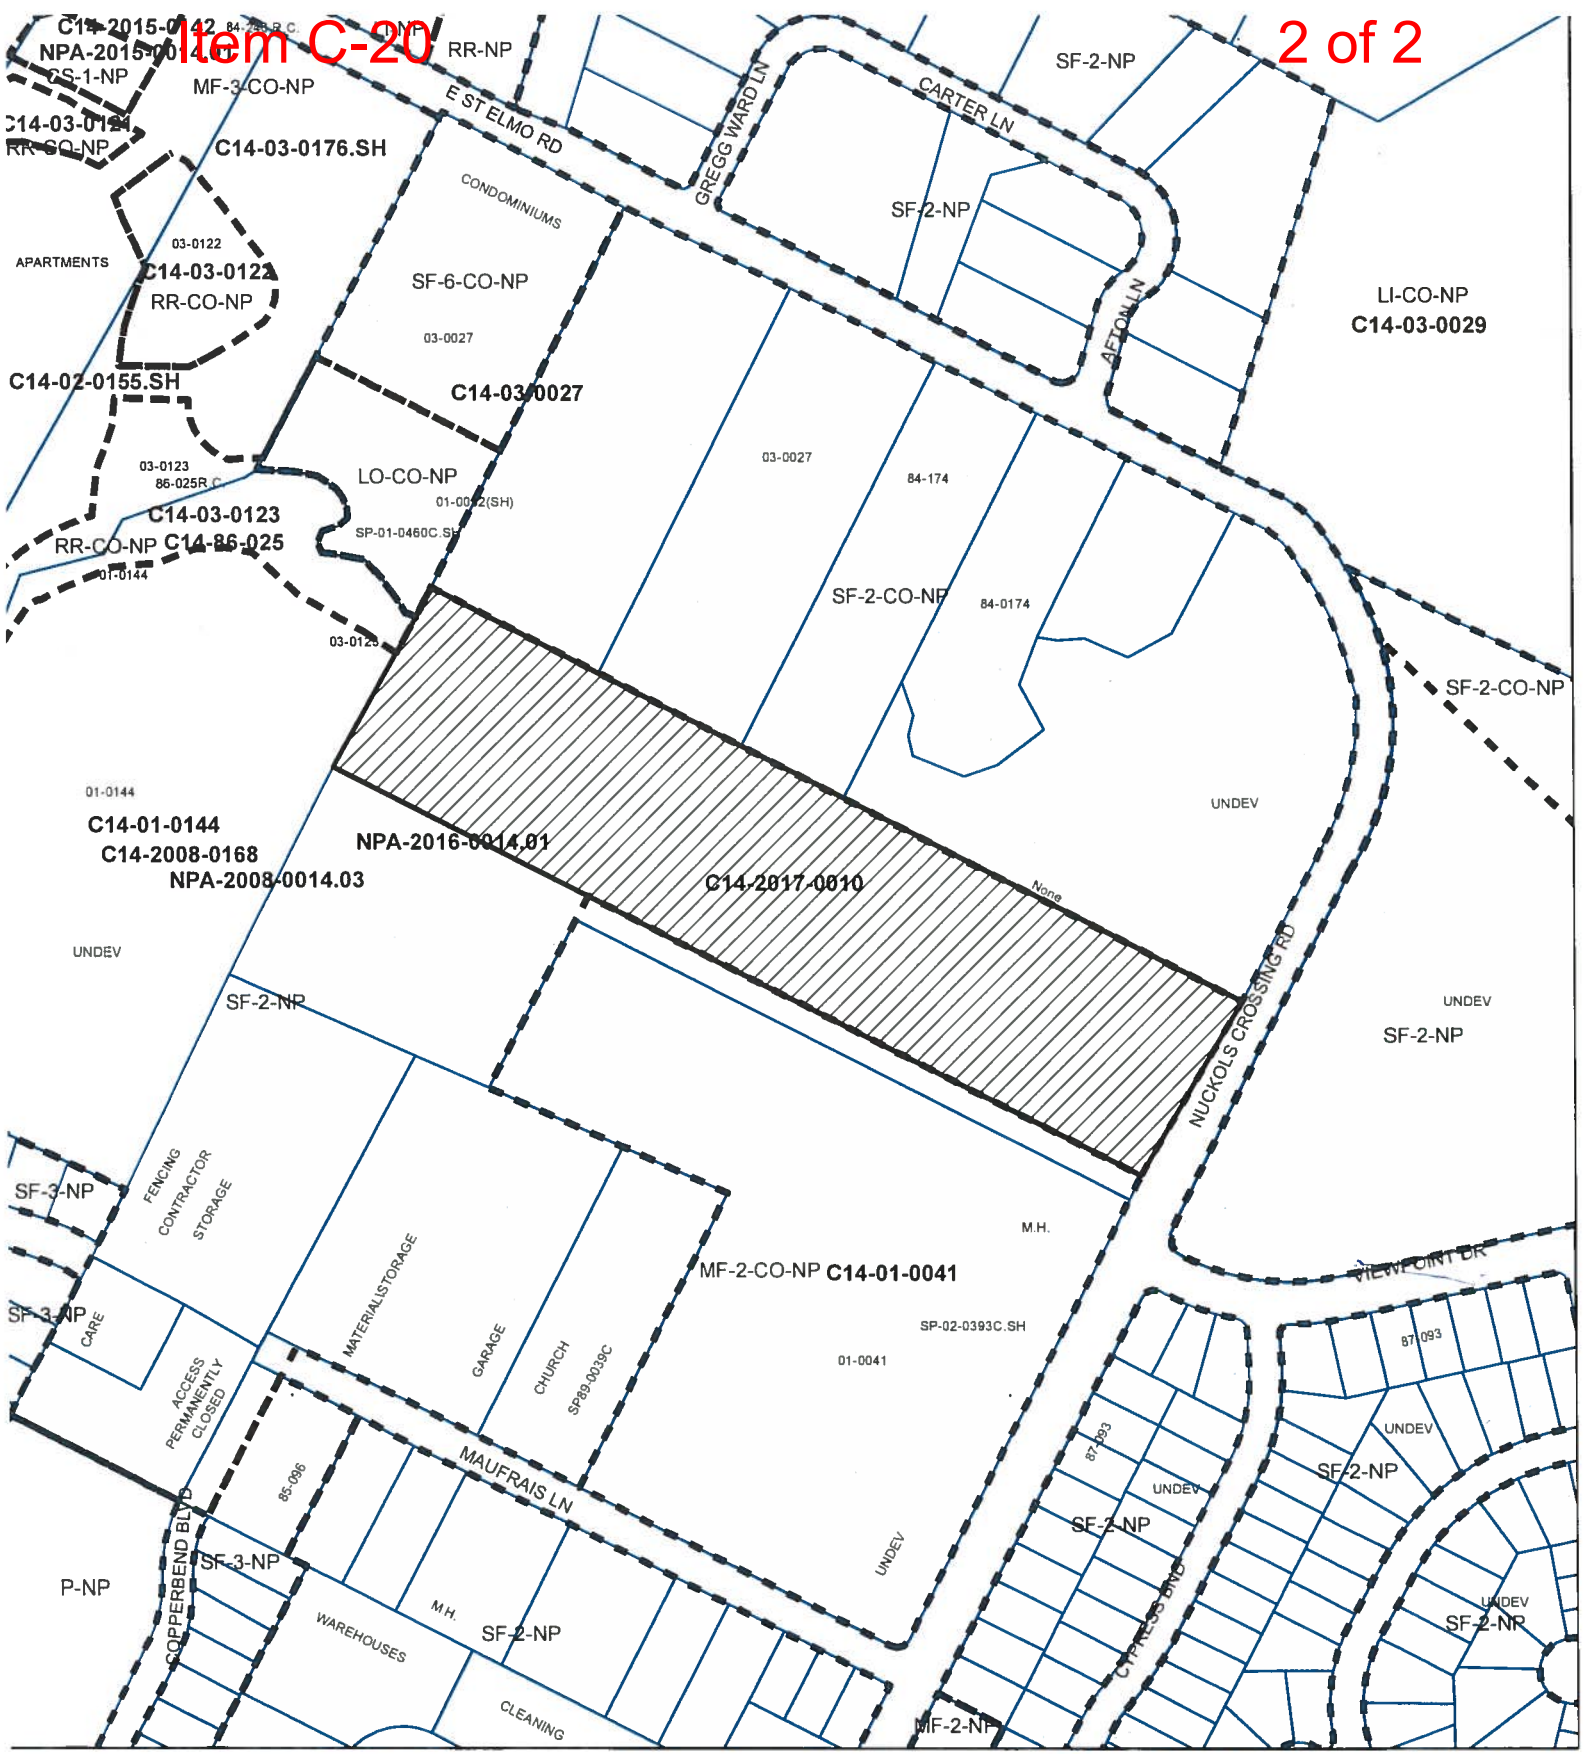 Item C-20
2 of 2
C14-2015-0142
NPA-2015-0014.01
CS-1-NP
MF-3-CO-NP
RR-NP
SF-2-NP
E ST ELMO RD
GREGG WARD LN
CARTER LN
C14-03-0121
RR-CO-NP
C14-03-0176.SH
CONDOMINIUMS
SF-2-NP
APARTMENTS
03-0122
C14-03-0122
RR-CO-NP
SF-6-CO-NP
03-0027
AFTON LN
LI-CO-NP
C14-03-0029
C14-02-0155.SH
C14-03-0027
03-0123
86-025R.C.
LO-CO-NP
03-0027
84-174
C14-03-0123
RR-CO-NP
C14-86-025
SP-01-0460C.SH
01-0144
SF-2-CO-NP
84-0174
03-0123
SF-2-CO-NP
01-0144
C14-01-0144
C14-2008-0168
NPA-2008-0014.03
NPA-2016-0014.01
C14-2017-0010
None
UNDEV
UNDEV
SF-2-NP
NUCKOLS CROSSING RD
UNDEV
SF-2-NP
SF-3-NP
FENCING
CONTRACTOR
STORAGE
M.H.
MATERIAL\STORAGE
MF-2-CO-NP
C14-01-0041
VIEWPOINT DR
SF-3-NP
CARE
GARAGE
CHURCH
SP89-0039C
SP-02-0393C.SH
01-0041
87-093
ACCESS
PERMANENTLY
CLOSED
87-093
UNDEV
SF-2-NP
MAUFRAIS LN
85-096
UNDEV
SF-2-NP
COPPERBEND BLVD
SF-3-NP
UNDEV
P-NP
M.H.
WAREHOUSES
SF-2-NP
CYPRESS BND
UNDEV
SF-2-NP
CLEANING
MF-2-NP